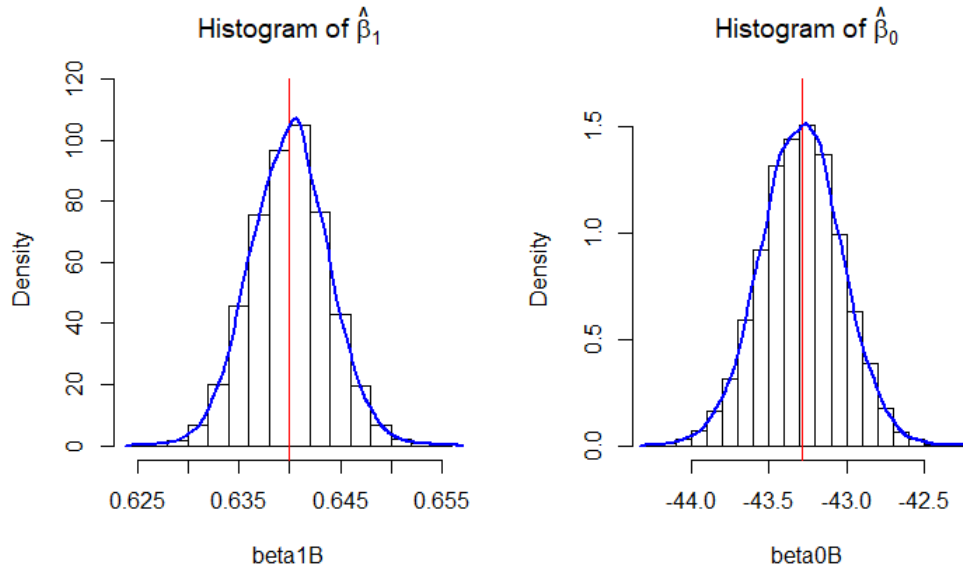 Histogram of β̂₁
Density
0 20 40 60 80 100 120
0.625 0.635 0.645 0.655
beta1B
Histogram of β̂₀
Density
0.0 0.5 1.0 1.5
-44.0 -43.5 -43.0 -42.5
beta0B